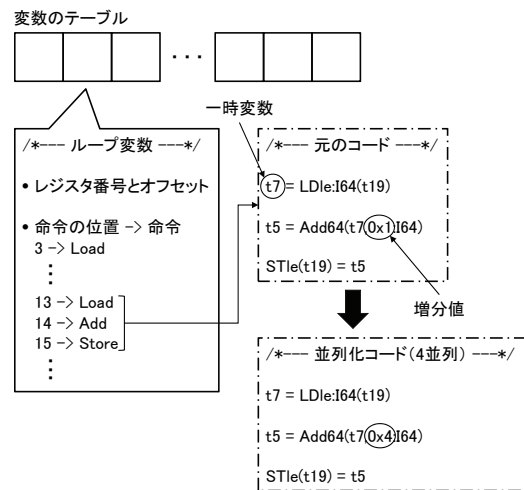 変数のテーブル
・・・
一時変数
/*--- ループ変数 ---*/
• レジスタ番号とオフセット
• 命令の位置 -> 命令
3 -> Load
⋮
13 -> Load
14 -> Add
15 -> Store
⋮
/*--- 元のコード ---*/
t7 = LDle:I64(t19)
t5 = Add64(t7,0x1:I64)
STle(t19) = t5
増分値
/*--- 並列化コード(4並列) ---*/
t7 = LDle:I64(t19)
t5 = Add64(t7,0x4:I64)
STle(t19) = t5